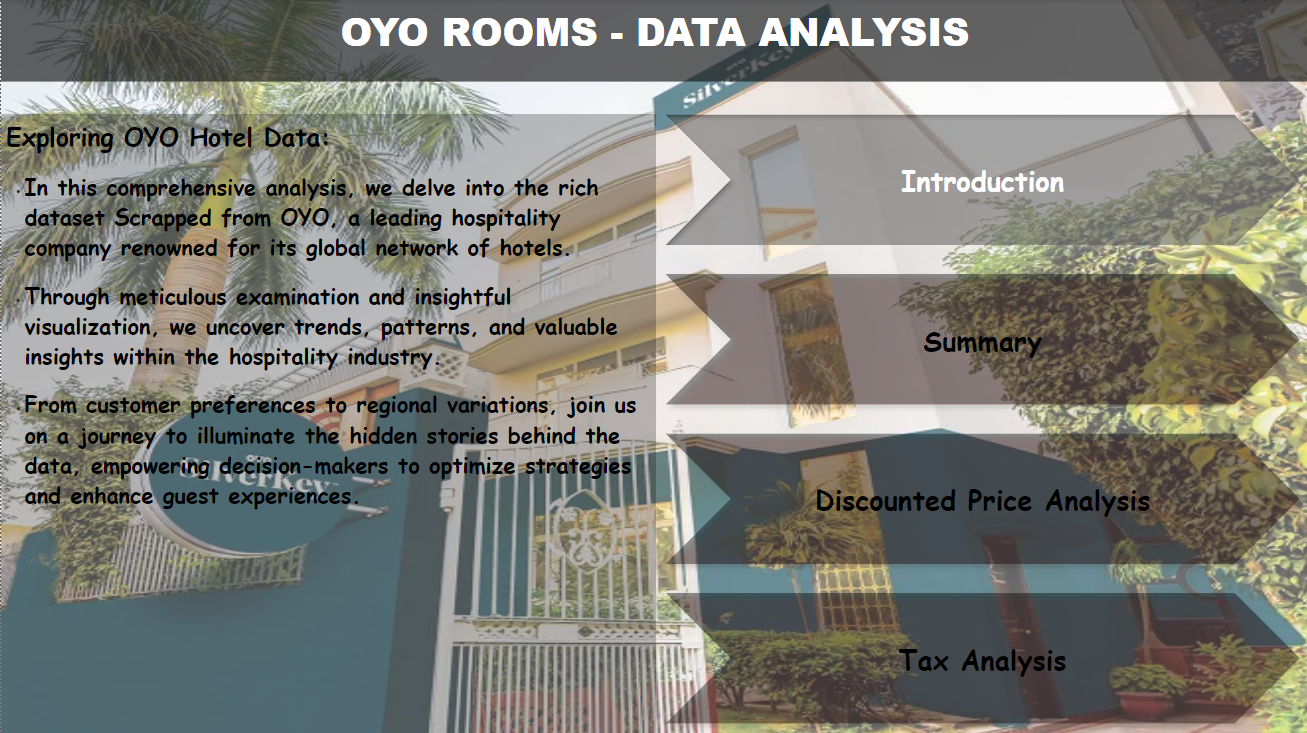 OYO ROOMS - DATA ANALYSIS
OYO
SilverKey
Exploring OYO Hotel Data:
In this comprehensive analysis, we delve into the rich
dataset Scrapped from OYO, a leading hospitality
company renowned for its global network of hotels.
Through meticulous examination and insightful
visualization, we uncover trends, patterns, and valuable
insights within the hospitality industry.
From customer preferences to regional variations, join us
on a journey to illuminate the hidden stories behind the
data, empowering decision-makers to optimize strategies
and enhance guest experiences.
OYO
SilverKey
Introduction
Summary
Discounted Price Analysis
Tax Analysis